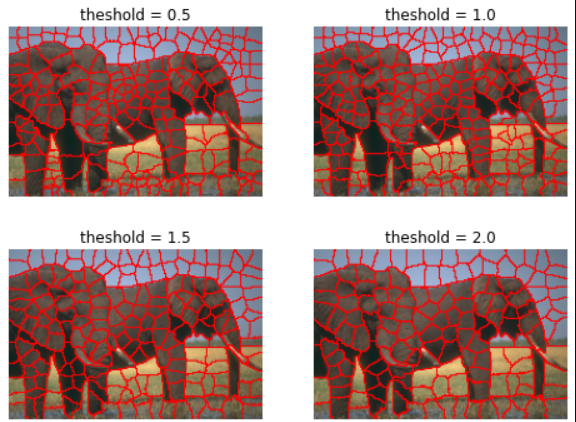 theshold = 0.5
theshold = 1.0
theshold = 1.5
theshold = 2.0